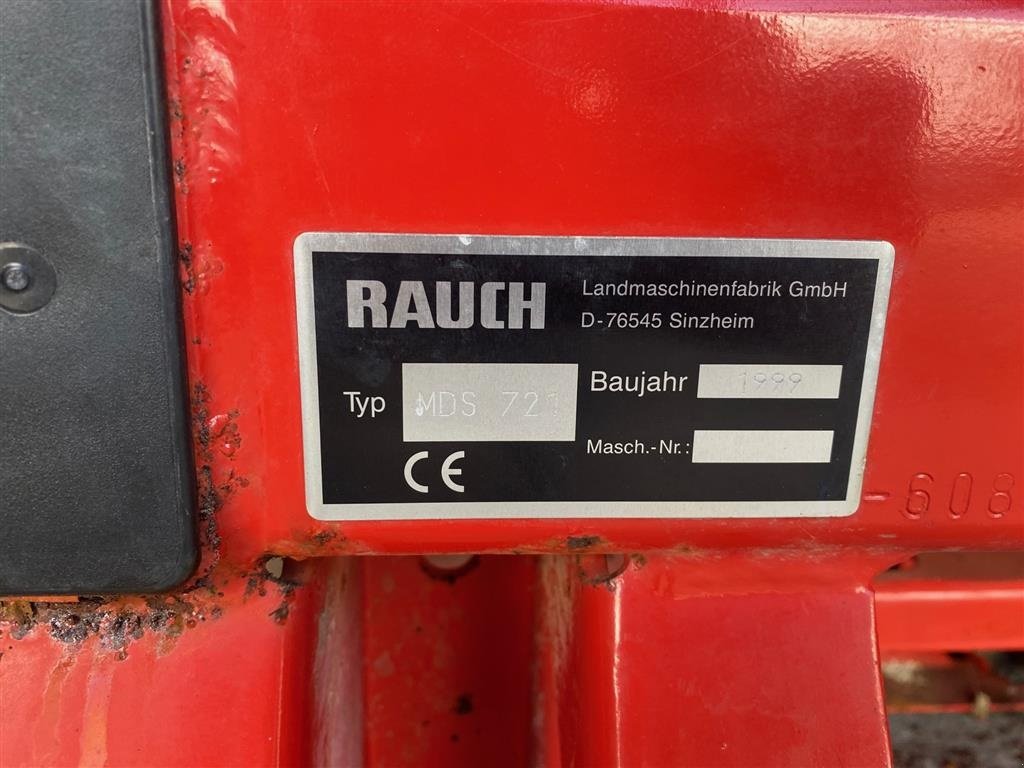 RAUCH
Landmaschinenfabrik GmbH
D-76545 Sinzheim
Typ MDS 721
Baujahr 1999
Masch.-Nr.:
CE
-608